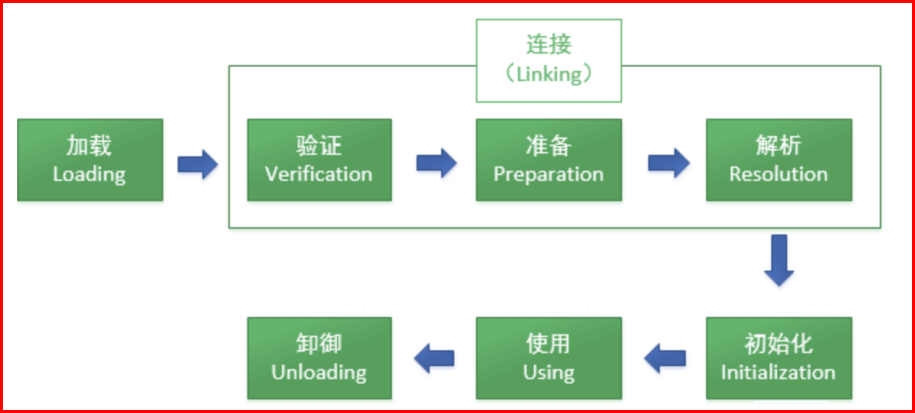 连接
（Linking）
加载
Loading
验证
Verification
准备
Preparation
解析
Resolution
初始化
Initialization
使用
Using
卸御
Unloading